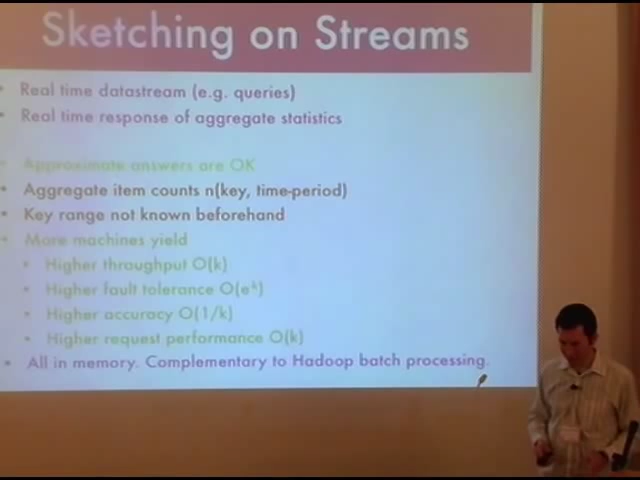 Sketching on Streams
Real time datastream (e.g. queries)
Real time response of aggregate statistics
Approximate answers are OK
Aggregate item counts n(key, time-period)
Key range not known beforehand
More machines yield
Higher throughput O(k)
Higher fault tolerance O(eᵏ)
Higher accuracy O(1/k)
Higher request performance O(k)
All in memory. Complementary to Hadoop batch processing.